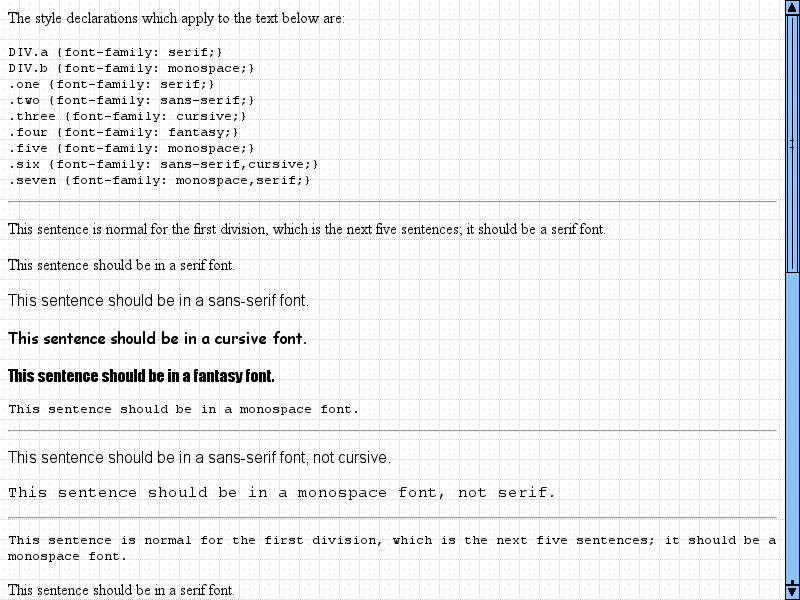 The style declarations which apply to the text below are:
DIV.a {font-family: serif;}
DIV.b {font-family: monospace;}
.one {font-family: serif;}
.two {font-family: sans-serif;}
.three {font-family: cursive;}
.four {font-family: fantasy;}
.five {font-family: monospace;}
.six {font-family: sans-serif,cursive;}
.seven {font-family: monospace,serif;}
This sentence is normal for the first division, which is the next five sentences; it should be a serif font.
This sentence should be in a serif font.
This sentence should be in a sans-serif font.
This sentence should be in a cursive font.
This sentence should be in a fantasy font.
This sentence should be in a monospace font.
This sentence should be in a sans-serif font, not cursive.
This sentence should be in a monospace font, not serif.
This sentence is normal for the first division, which is the next five sentences; it should be a
monospace font.
This sentence should be in a serif font.